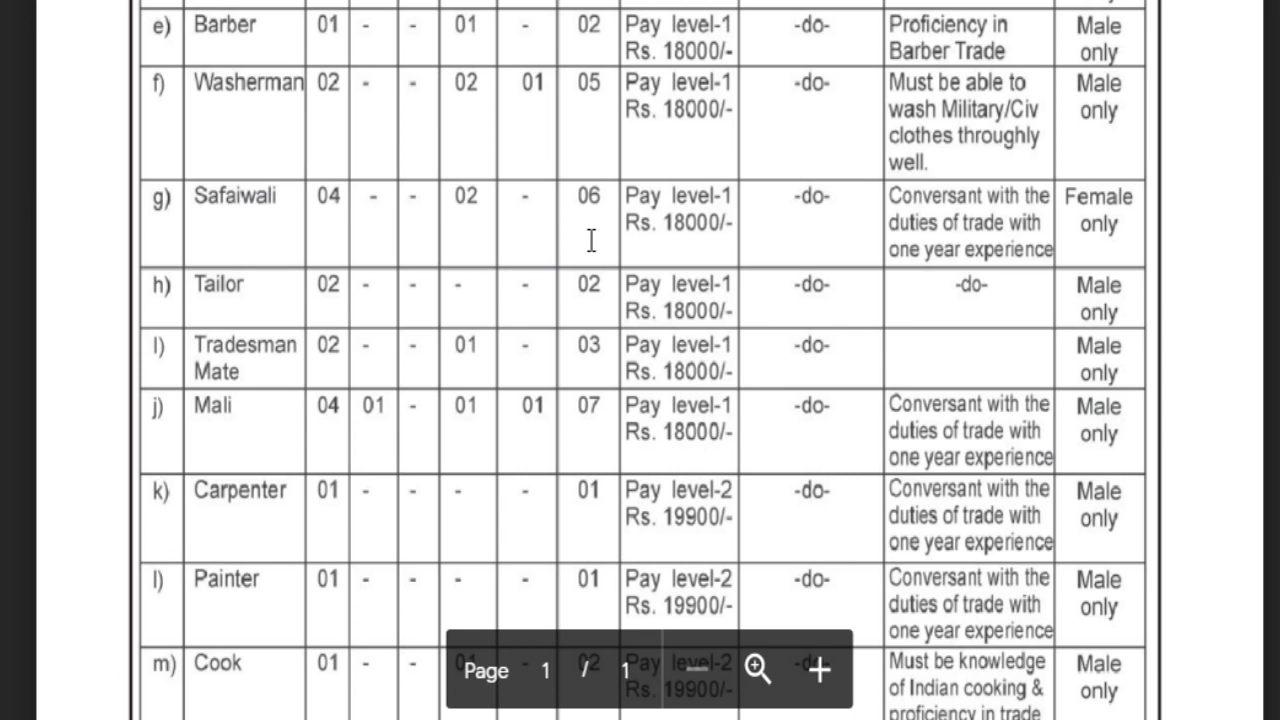 e) Barber 01 - - 01 - 02 Pay level-1 -do- Proficiency in Male
Rs. 18000/- Barber Trade only
f) Washerman 02 - - 02 01 05 Pay level-1 -do- Must be able to Male
Rs. 18000/- wash Military/Civ only
clothes throughly
well.
g) Safaiwali 04 - - 02 - 06 Pay level-1 -do- Conversant with the Female
Rs. 18000/- duties of trade with only
one year experience
h) Tailor 02 - - - - 02 Pay level-1 -do- -do- Male
Rs. 18000/- only
I) Tradesman 02 - - 01 - 03 Pay level-1 -do- Male
Mate Rs. 18000/- only
j) Mali 04 01 - 01 01 07 Pay level-1 -do- Conversant with the Male
Rs. 18000/- duties of trade with only
one year experience
k) Carpenter 01 - - - - 01 Pay level-2 -do- Conversant with the Male
Rs. 19900/- duties of trade with only
one year experience
l) Painter 01 - - - - 01 Pay level-2 -do- Conversant with the Male
Rs. 19900/- duties of trade with only
one year experience
m) Cook 01 - - 01 - 02 Pay level-2 -do- Must be knowledge Male
Rs. 19900/- of Indian cooking & only
proficiency in trade
Page 1 / 1